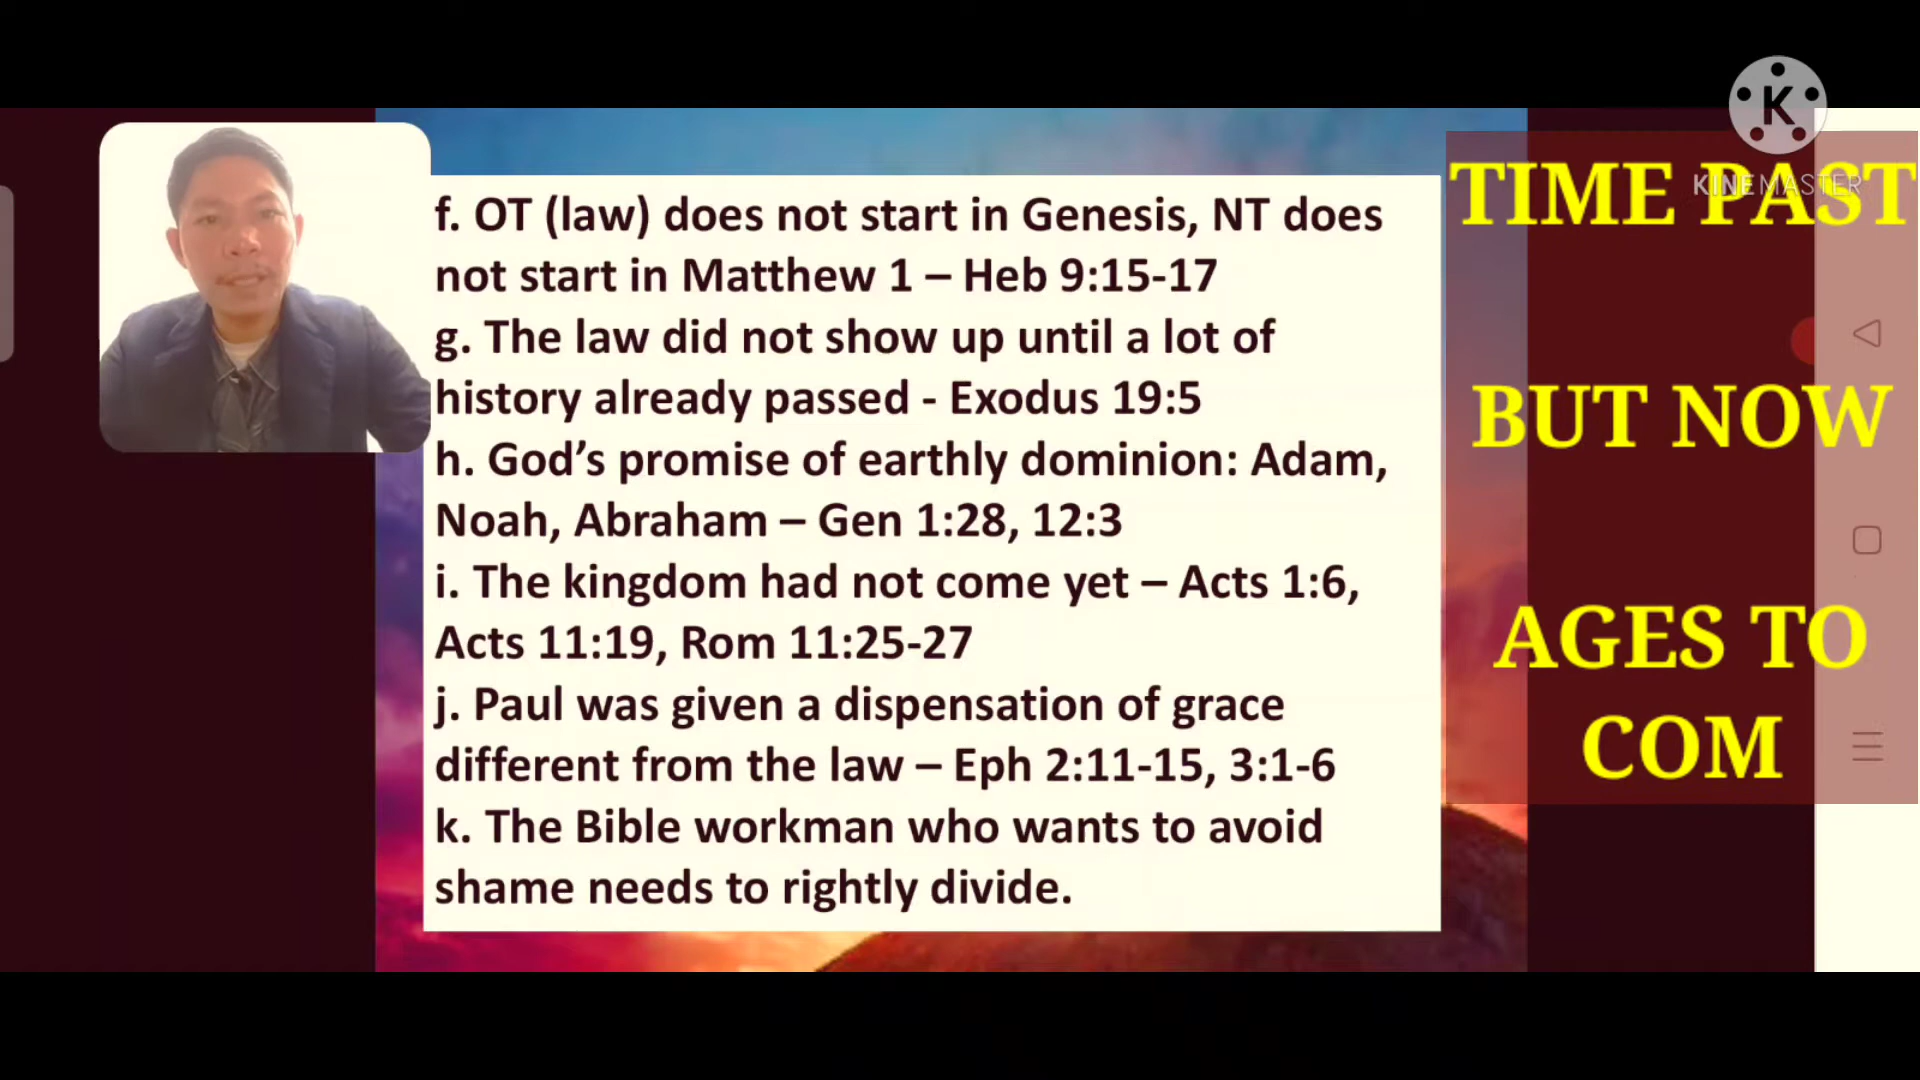 f. OT (law) does not start in Genesis, NT does
not start in Matthew 1 – Heb 9:15-17
g. The law did not show up until a lot of
history already passed - Exodus 19:5
h. God’s promise of earthly dominion: Adam,
Noah, Abraham – Gen 1:28, 12:3
i. The kingdom had not come yet – Acts 1:6,
Acts 11:19, Rom 11:25-27
j. Paul was given a dispensation of grace
different from the law – Eph 2:11-15, 3:1-6
k. The Bible workman who wants to avoid
shame needs to rightly divide.
K
KINEMASTER
TIME PAST
BUT NOW
AGES TO
COM